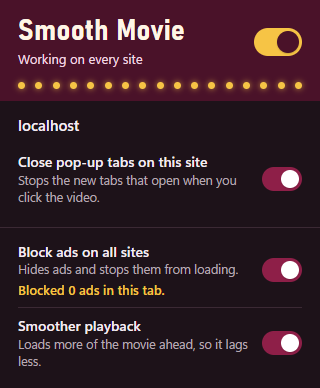 Smooth Movie
Working on every site
localhost
Close pop-up tabs on this site
Stops the new tabs that open when you
click the video.
Block ads on all sites
Hides ads and stops them from loading.
Blocked 0 ads in this tab.
Smoother playback
Loads more of the movie ahead, so it lags
less.